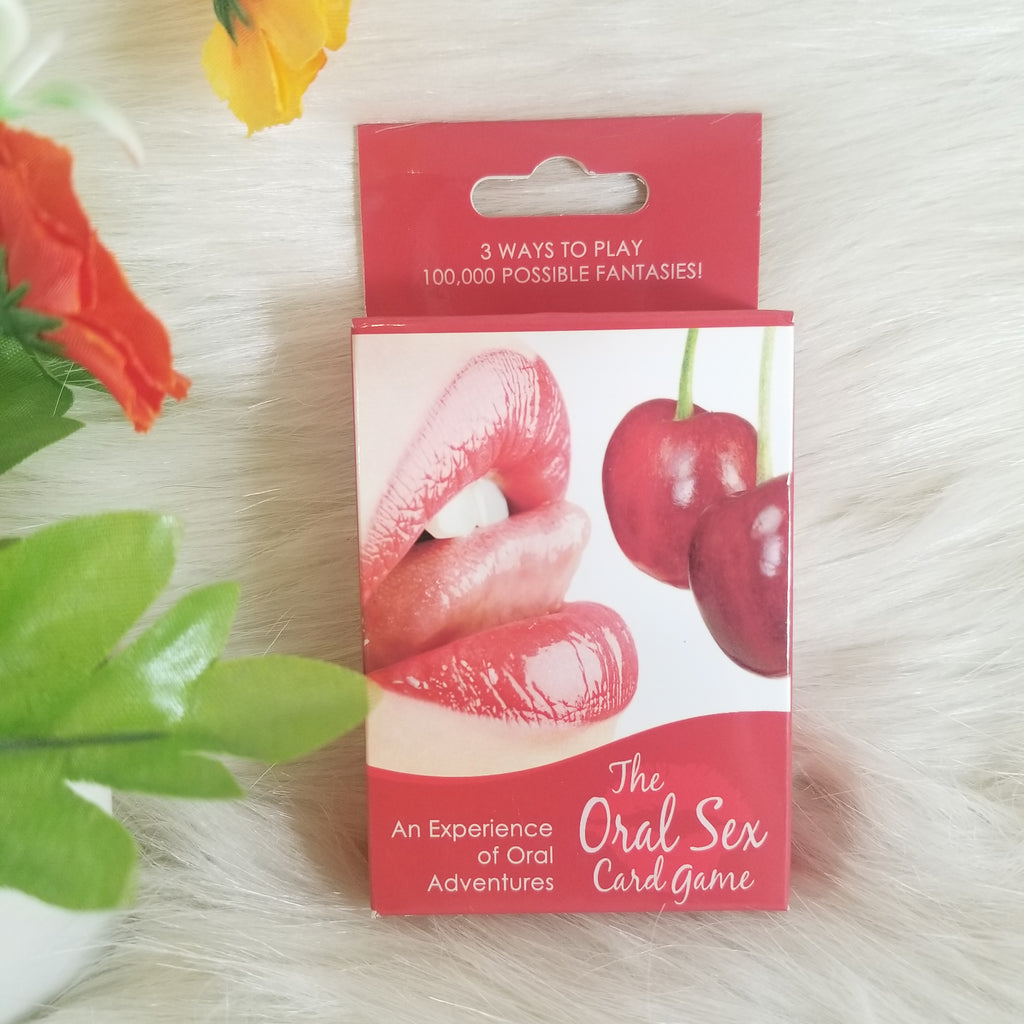 3 WAYS TO PLAY
100,000 POSSIBLE FANTASIES!
An Experience
of Oral
Adventures
The
Oral Sex
Card Game